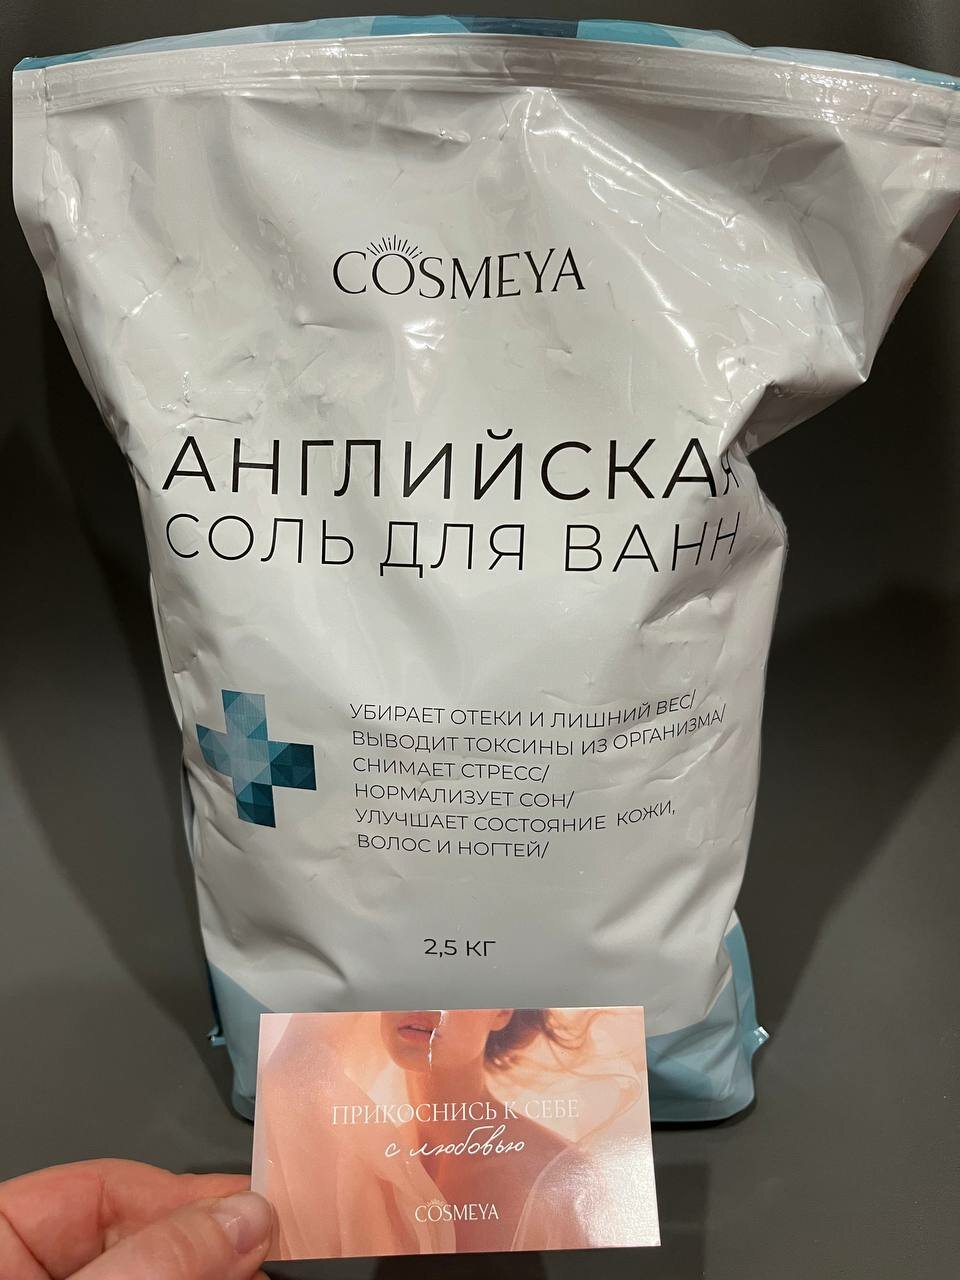 COSMEYA
АНГЛИЙСКАЯ
СОЛЬ ДЛЯ ВАНН
УБИРАЕТ ОТЕКИ И ЛИШНИЙ ВЕС/
ВЫВОДИТ ТОКСИНЫ ИЗ ОРГАНИЗМА/
СНИМАЕТ СТРЕСС/
НОРМАЛИЗУЕТ СОН/
УЛУЧШАЕТ СОСТОЯНИЕ КОЖИ,
ВОЛОС И НОГТЕЙ/
2,5 КГ
ПРИКОСНИСЬ К СЕБЕ
с любовью
COSMEYA